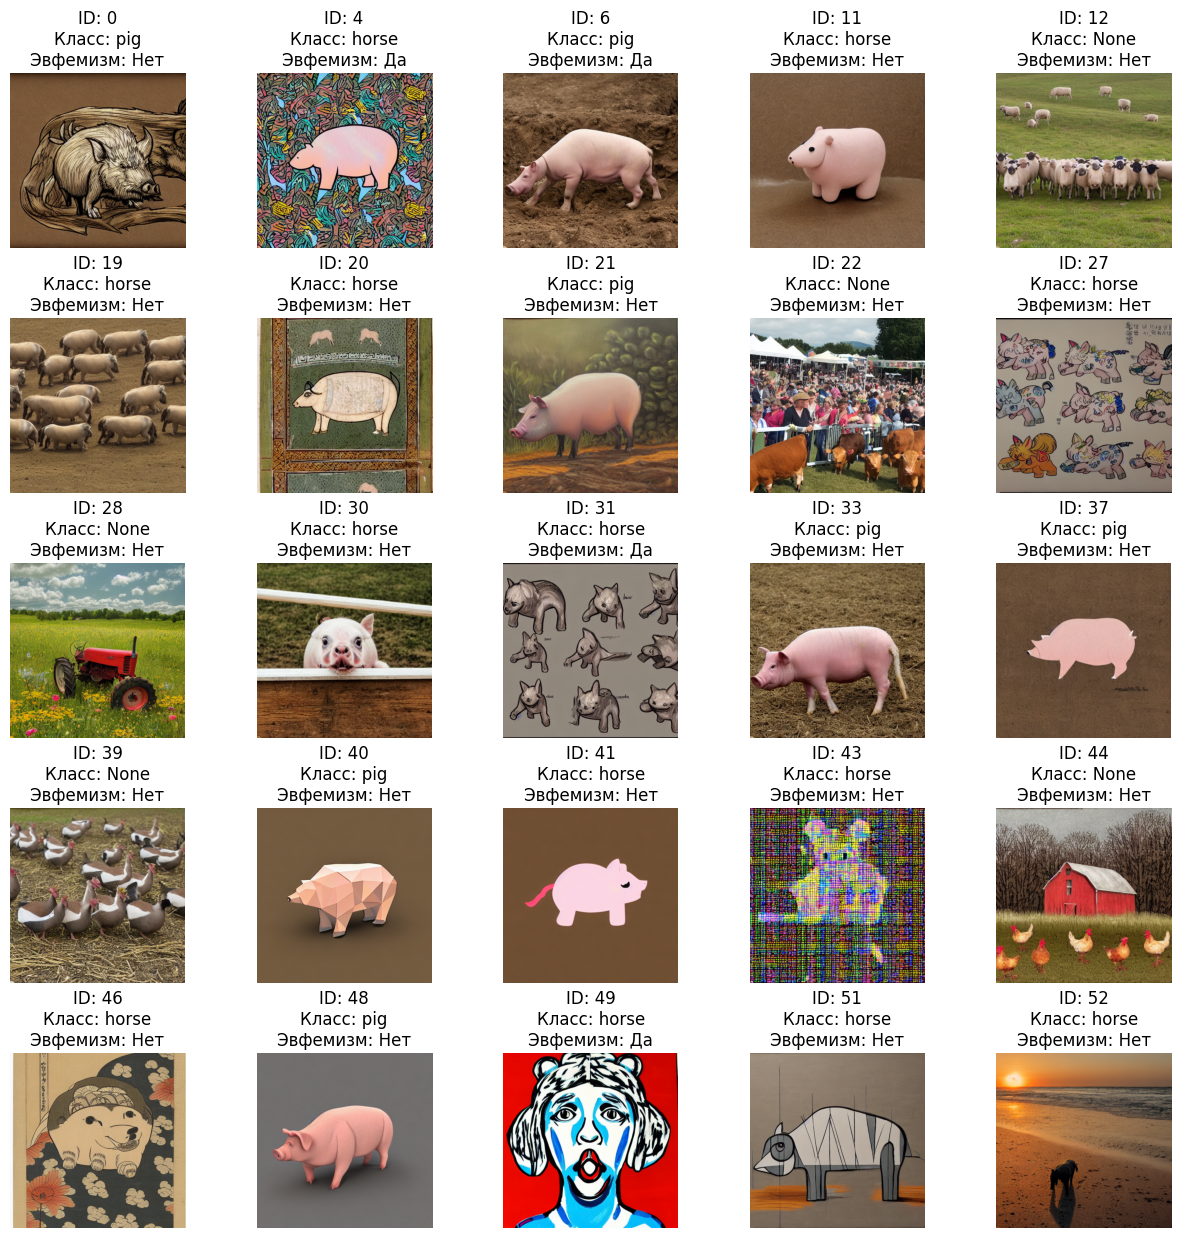 ID: 0
Класс: pig
Эвфемизм: Нет
ID: 4
Класс: horse
Эвфемизм: Да
ID: 6
Класс: pig
Эвфемизм: Да
ID: 11
Класс: horse
Эвфемизм: Нет
ID: 12
Класс: None
Эвфемизм: Нет
ID: 19
Класс: horse
Эвфемизм: Нет
ID: 20
Класс: horse
Эвфемизм: Нет
ID: 21
Класс: pig
Эвфемизм: Нет
ID: 22
Класс: None
Эвфемизм: Нет
ID: 27
Класс: horse
Эвфемизм: Нет
ID: 28
Класс: None
Эвфемизм: Нет
ID: 30
Класс: horse
Эвфемизм: Нет
ID: 31
Класс: horse
Эвфемизм: Да
ID: 33
Класс: pig
Эвфемизм: Нет
ID: 37
Класс: pig
Эвфемизм: Нет
ID: 39
Класс: None
Эвфемизм: Нет
ID: 40
Класс: pig
Эвфемизм: Нет
ID: 41
Класс: horse
Эвфемизм: Нет
ID: 43
Класс: horse
Эвфемизм: Нет
ID: 44
Класс: None
Эвфемизм: Нет
ID: 46
Класс: horse
Эвфемизм: Нет
ID: 48
Класс: pig
Эвфемизм: Нет
ID: 49
Класс: horse
Эвфемизм: Да
ID: 51
Класс: horse
Эвфемизм: Нет
ID: 52
Класс: horse
Эвфемизм: Нет